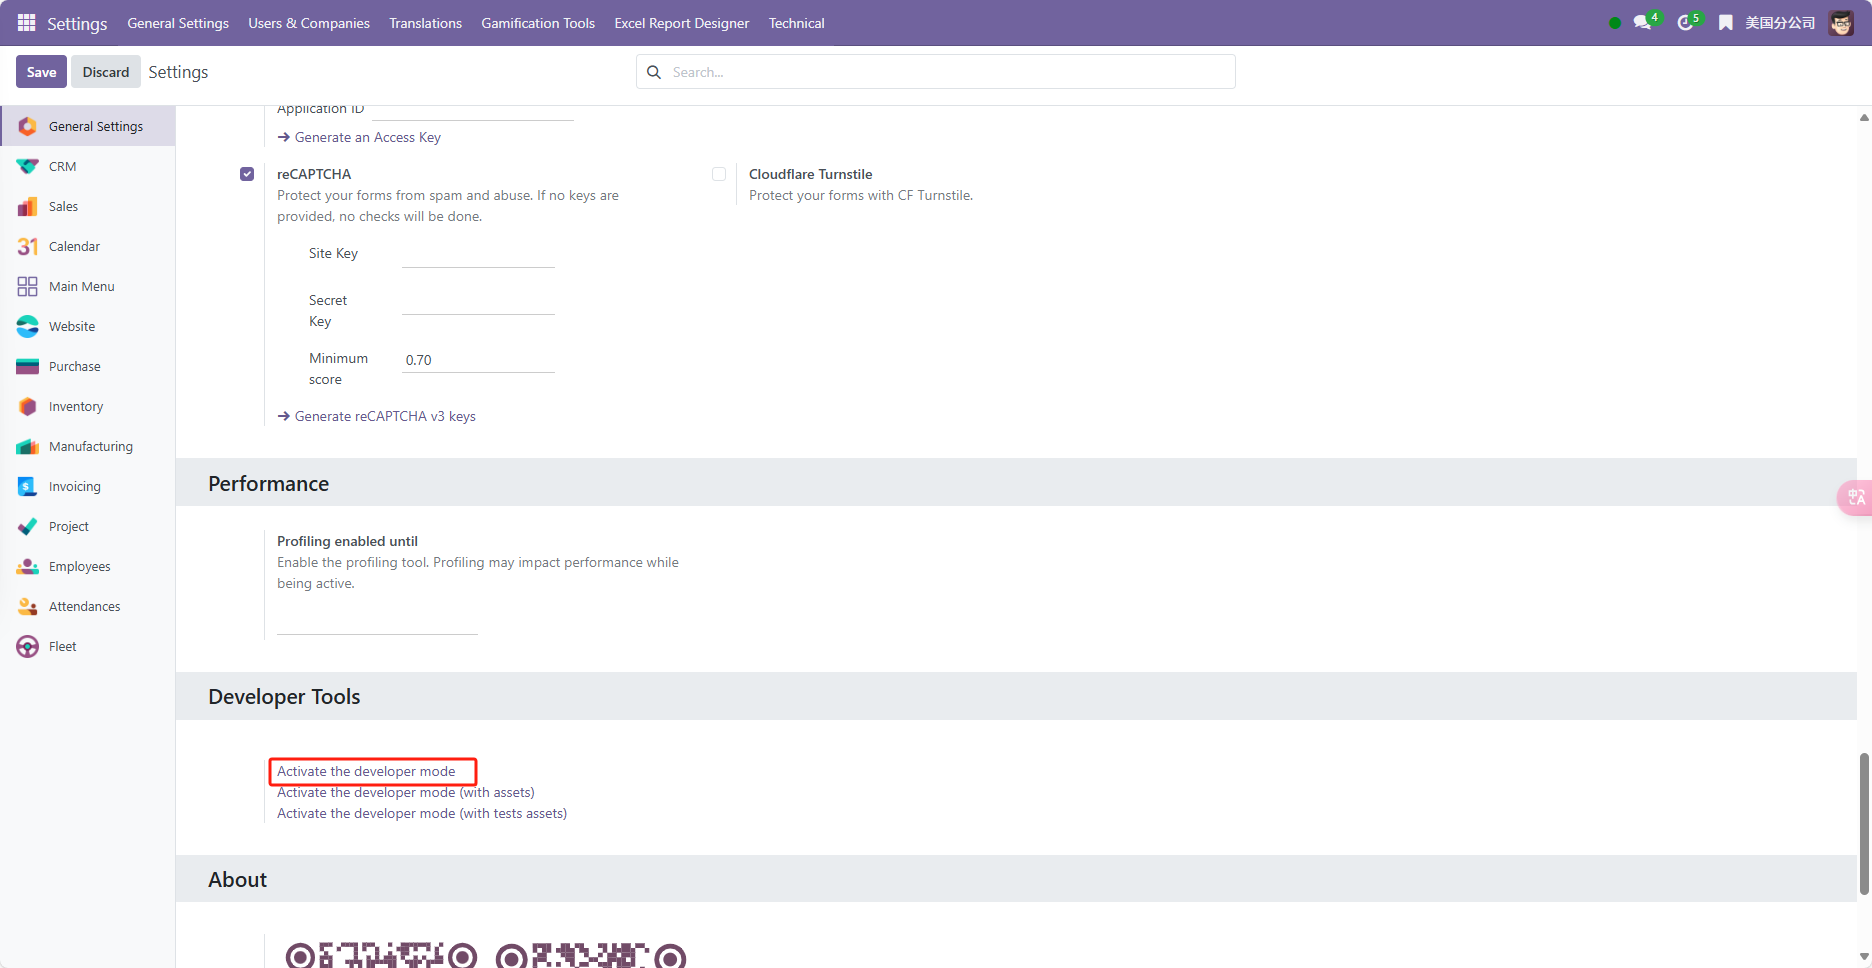 Settings
General Settings
Users & Companies
Translations
Gamification Tools
Excel Report Designer
Technical
4
5
美国分公司
Save
Discard
Settings
Search...
General Settings
CRM
Sales
31
Calendar
Main Menu
Website
Purchase
Inventory
Manufacturing
$
Invoicing
Project
Employees
Attendances
Fleet
Application ID
Generate an Access Key
reCAPTCHA
Protect your forms from spam and abuse. If no keys are
provided, no checks will be done.
Site Key
Secret
Key
Minimum
score
0.70
Generate reCAPTCHA v3 keys
Cloudflare Turnstile
Protect your forms with CF Turnstile.
Performance
Profiling enabled until
Enable the profiling tool. Profiling may impact performance while
being active.
Developer Tools
Activate the developer mode
Activate the developer mode (with assets)
Activate the developer mode (with tests assets)
About